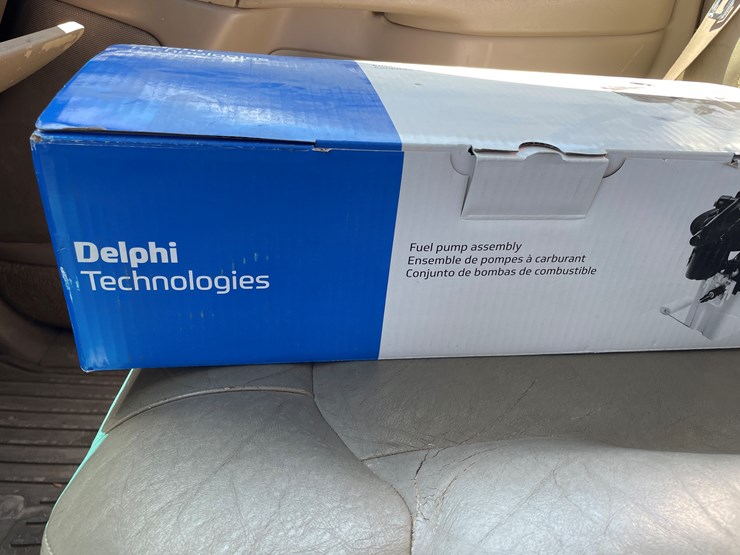 Delphi
Technologies
Fuel pump assembly
Ensemble de pompes à carburant
Conjunto de bombas de combustible